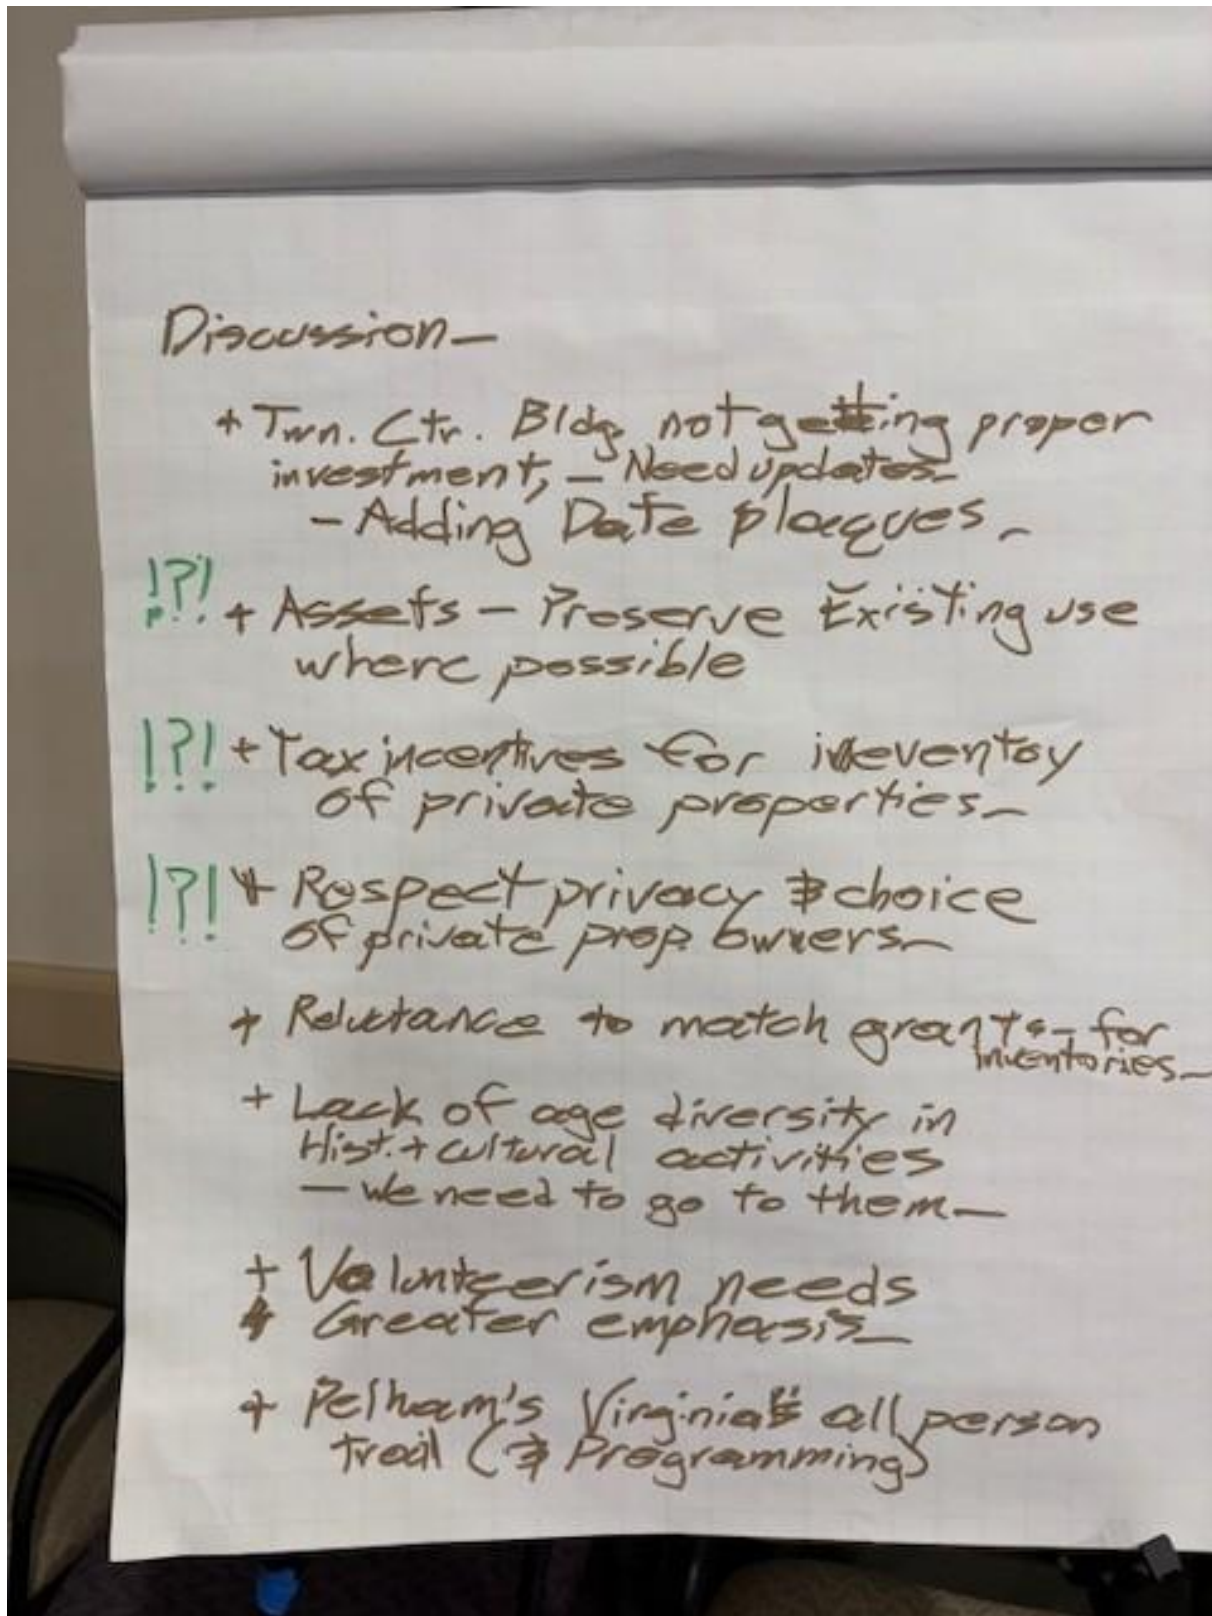 Discussion—
+ Twn. Ctr. Bldg. not getting proper
investment, — Need updates—
- Adding Date plaques—
!?! + Assets — Preserve Existing use
where possible
!?! + Tax incentives for ineventoy
of private properties—
!?! + Respect privacy & choice
of private prop. owners—
+ Reluctance to match grants - for
inventories—
+ Lack of age diversity in
Hist. + cultural activities
— we need to go to them—
+ Volunteerism needs
Greater emphasis—
+ Pelham's Virginia's all person
trail (& Programming)